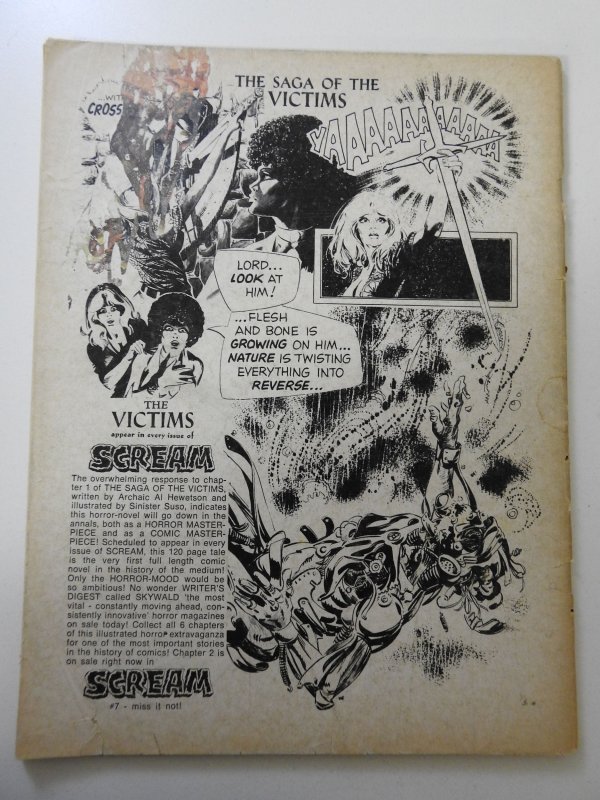 THE SAGA OF THE
VICTIMS
...WITH
CROSS
YAAAAAAAAAAAA
LORD...
LOOK AT
HIM!
...FLESH
AND BONE IS
GROWING ON HIM...
NATURE IS TWISTING
EVERYTHING INTO
REVERSE...
THE
VICTIMS
appear in every issue of
SCREAM
The overwhelming response to chap-
ter 1 of THE SAGA OF THE VICTIMS,
written by Archaic Al Hewetson and
illustrated by Sinister Suso, indicates
this horror-novel will go down in the
annals, both as a HORROR MASTER-
PIECE and as a COMIC MASTER-
PIECE! Scheduled to appear in every
issue of SCREAM, this 120 page tale
is the very first full length comic
novel in the history of the medium!
Only the HORROR-MOOD would be
so ambitious! No wonder WRITER'S
DIGEST called SKYWALD 'the most
vital - constantly moving ahead, con-
sistently innovative' horror magazines
on sale today! Collect all 6 chapters
of this illustrated horror extravaganza
for one of the most important stories
in the history of comics! Chapter 2 is
on sale right now in
SCREAM
#7 - miss it not!